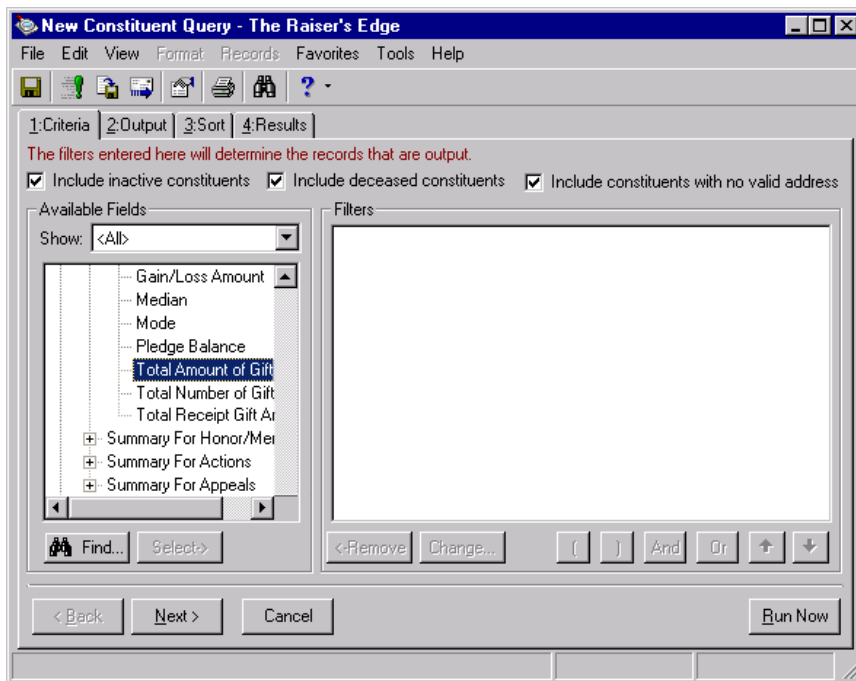 New Constituent Query - The Raiser's Edge
File Edit View Format Records Favorites Tools Help
1:Criteria 2:Output 3:Sort 4:Results
The filters entered here will determine the records that are output.
Include inactive constituents Include deceased constituents Include constituents with no valid address
Available Fields
Show: <All>
Gain/Loss Amount
Median
Mode
Pledge Balance
Total Amount of Gift
Total Number of Gift
Total Receipt Gift Ar
Summary For Honor/Mer
Summary For Actions
Summary For Appeals
Find... Select->
Filters
<-Remove Change... ( ) And Or
< Back Next > Cancel Run Now